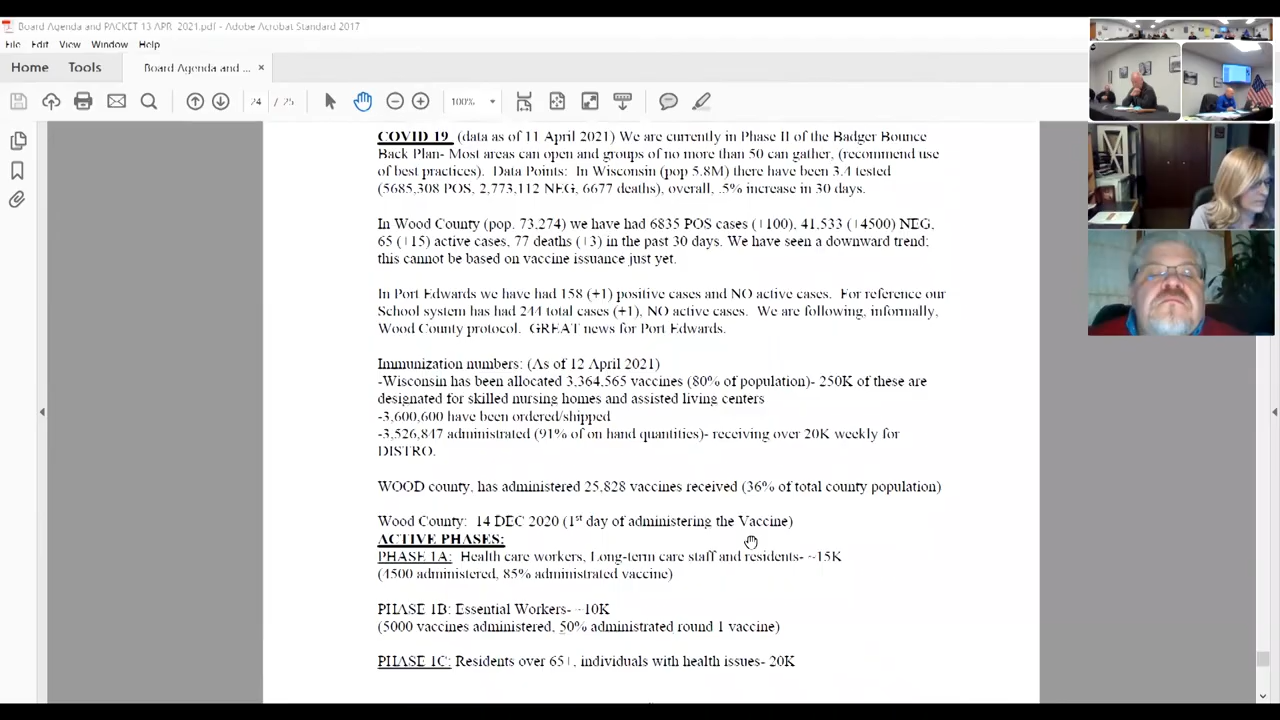 Board Agenda and PACKET 13 APR 2021.pdf - Adobe Acrobat Standard 2017
File Edit View Window Help
Home Tools Board Agenda and ... ×
24 / 25 100%
COVID 19 (data as of 11 April 2021) We are currently in Phase II of the Badger Bounce
Back Plan- Most areas can open and groups of no more than 50 can gather, (recommend use
of best practices). Data Points: In Wisconsin (pop 5.8M) there have been 3.4 tested
(5685,308 POS, 2,773,112 NEG, 6677 deaths), overall, .5% increase in 30 days.
In Wood County (pop. 73,274) we have had 6835 POS cases (+100), 41,533 (+4500) NEG,
65 (+15) active cases, 77 deaths (+3) in the past 30 days. We have seen a downward trend;
this cannot be based on vaccine issuance just yet.
In Port Edwards we have had 158 (+1) positive cases and NO active cases. For reference our
School system has had 244 total cases (+1), NO active cases. We are following, informally,
Wood County protocol. GREAT news for Port Edwards.
Immunization numbers: (As of 12 April 2021)
-Wisconsin has been allocated 3,364,565 vaccines (80% of population)- 250K of these are
designated for skilled nursing homes and assisted living centers
-3,600,600 have been ordered/shipped
-3,526,847 administrated (91% of on hand quantities)- receiving over 20K weekly for
DISTRO.
WOOD county, has administered 25,828 vaccines received (36% of total county population)
Wood County: 14 DEC 2020 (1st day of administering the Vaccine)
ACTIVE PHASES:
PHASE 1A: Health care workers, Long-term care staff and residents- ~15K
(4500 administered, 85% administrated vaccine)
PHASE 1B: Essential Workers- ~10K
(5000 vaccines administered, 50% administrated round 1 vaccine)
PHASE 1C: Residents over 65+, individuals with health issues- 20K